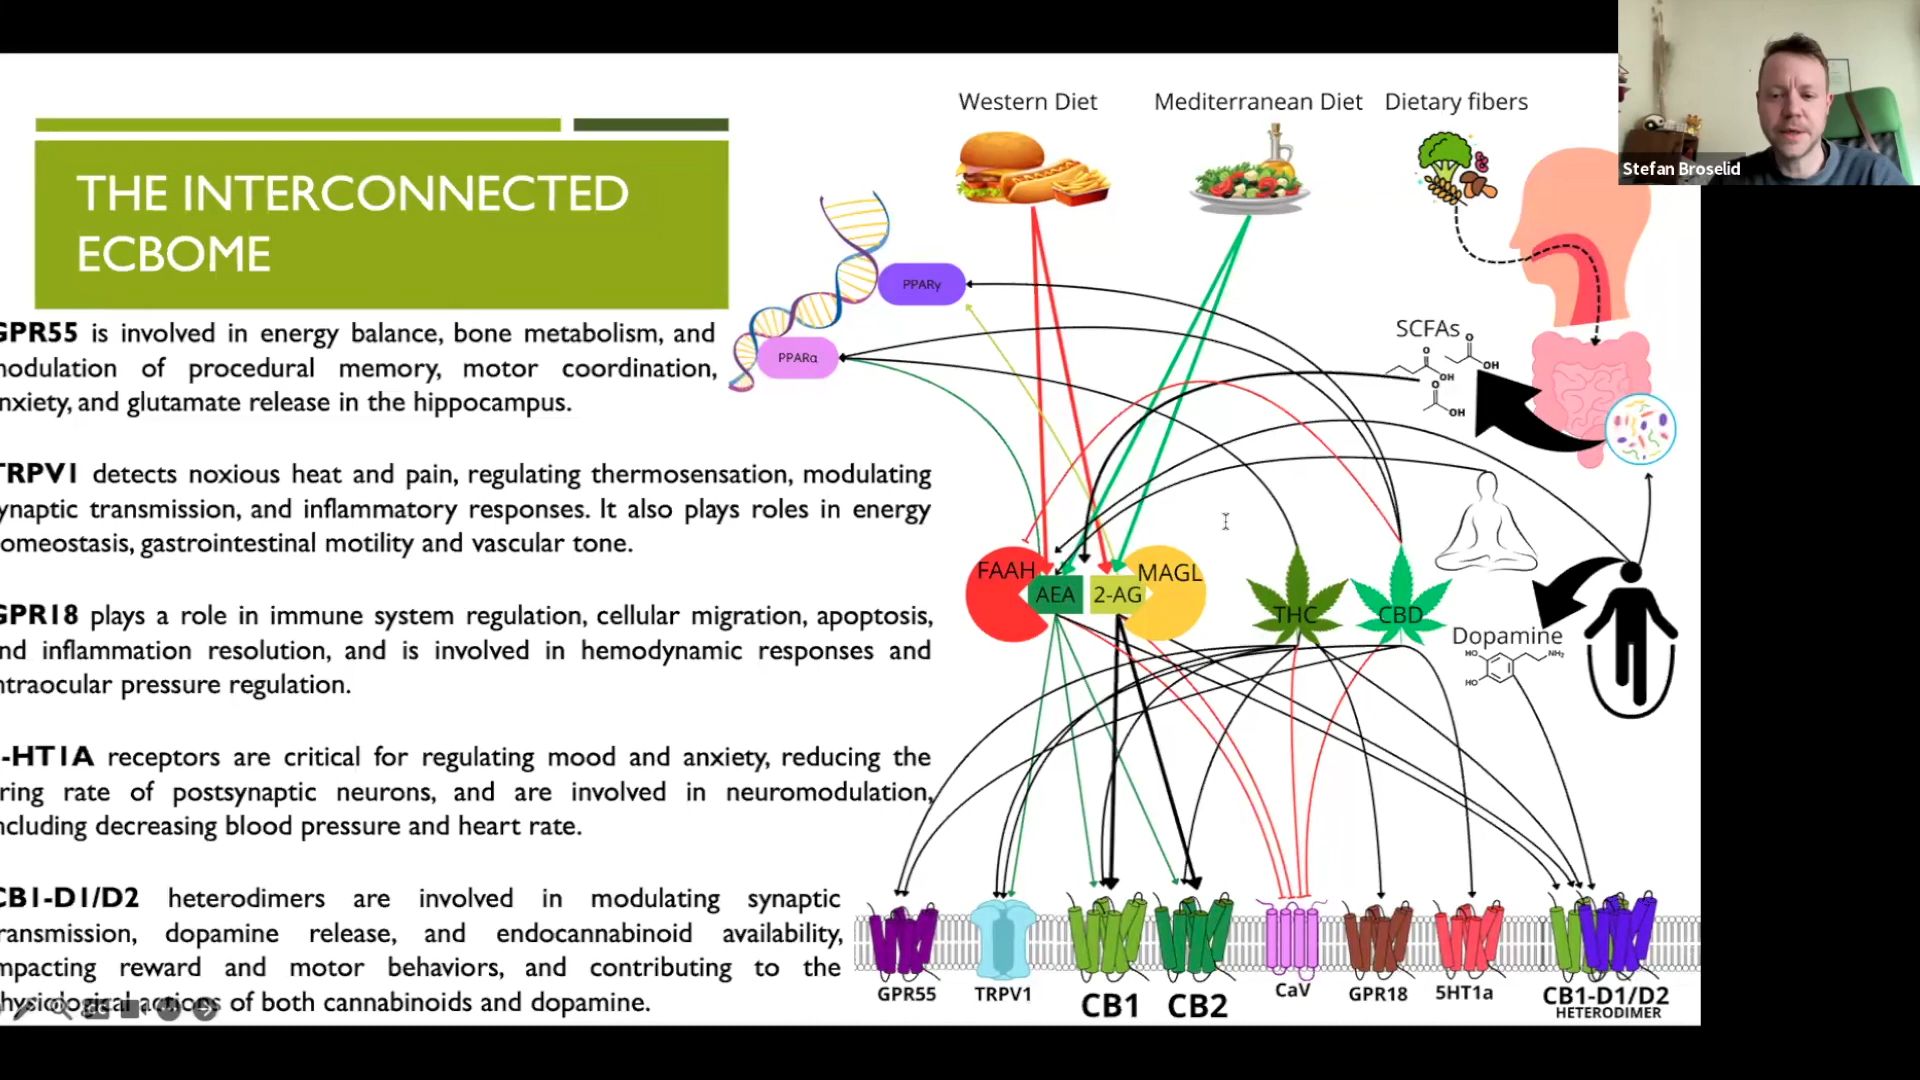 THE INTERCONNECTED
ECBOME
GPR55 is involved in energy balance, bone metabolism, and
modulation of procedural memory, motor coordination,
anxiety, and glutamate release in the hippocampus.
TRPV1 detects noxious heat and pain, regulating thermosensation, modulating
synaptic transmission, and inflammatory responses. It also plays roles in energy
homeostasis, gastrointestinal motility and vascular tone.
GPR18 plays a role in immune system regulation, cellular migration, apoptosis,
and inflammation resolution, and is involved in hemodynamic responses and
intraocular pressure regulation.
-HT1A receptors are critical for regulating mood and anxiety, reducing the
firing rate of postsynaptic neurons, and are involved in neuromodulation,
including decreasing blood pressure and heart rate.
CB1-D1/D2 heterodimers are involved in modulating synaptic
transmission, dopamine release, and endocannabinoid availability,
impacting reward and motor behaviors, and contributing to the
physiological actions of both cannabinoids and dopamine.
Western Diet
Mediterranean Diet
Dietary fibers
Stefan Broselid
PPARγ
PPARα
SCFAs
O
OH
O
OH
O
OH
FAAH
AEA
2-AG
MAGL
THC
CBD
Dopamine
HO
NH₂
HO
GPR55
TRPV1
CB1
CB2
CaV
GPR18
5HT1a
CB1-D1/D2
HETERODIMER